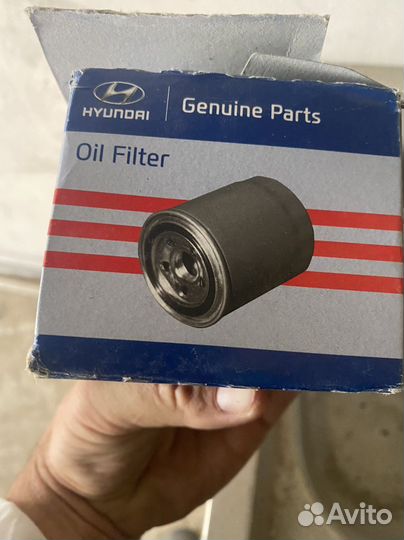 HYUNDAI
Genuine Parts
Oil Filter
Avito